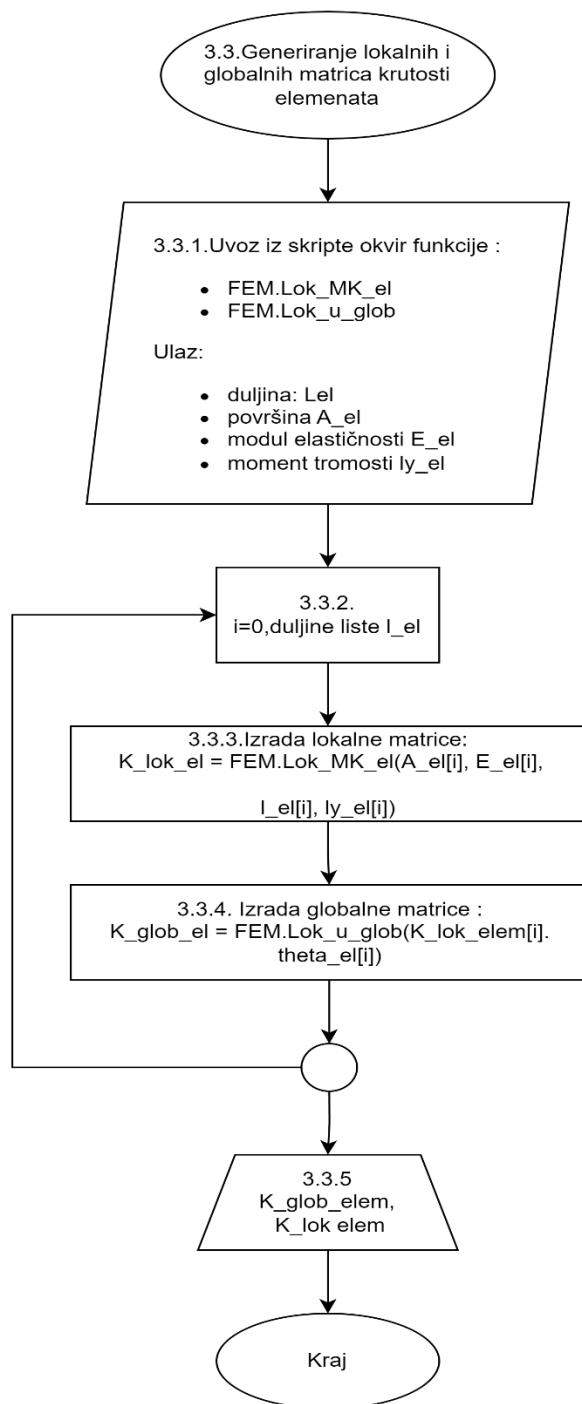 3.3.Generiranje lokalnih i
globalnih matrica krutosti
elemenata
3.3.1.Uvoz iz skripte okvir funkcije :
• FEM.Lok_MK_el
• FEM.Lok_u_glob
Ulaz:
• duljina: Lel
• površina A_el
• modul elastičnosti E_el
• moment tromosti Iy_el
3.3.2.
i=0,duljine liste l_el
3.3.3.Izrada lokalne matrice:
K_lok_el = FEM.Lok_MK_el(A_el[i], E_el[i],
l_el[i], Iy_el[i])
3.3.4. Izrada globalne matrice :
K_glob_el = FEM.Lok_u_glob(K_lok_elem[i].
theta_el[i])
3.3.5
K_glob_elem,
K_lok elem
Kraj